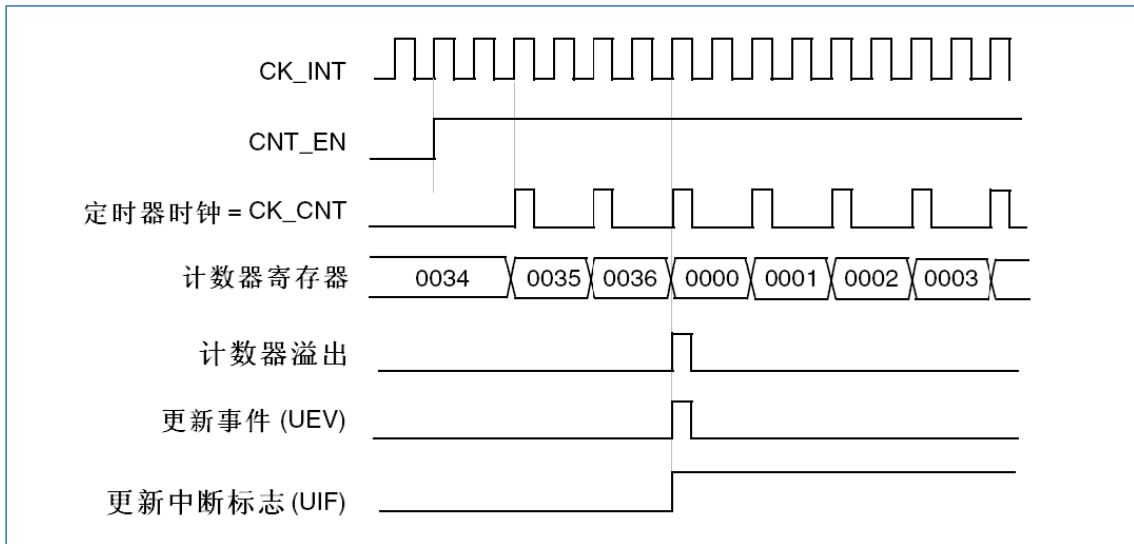 CK_INT
CNT_EN
定时器时钟 = CK_CNT
计数器寄存器 0034 0035 0036 0000 0001 0002 0003
计数器溢出
更新事件 (UEV)
更新中断标志 (UIF)